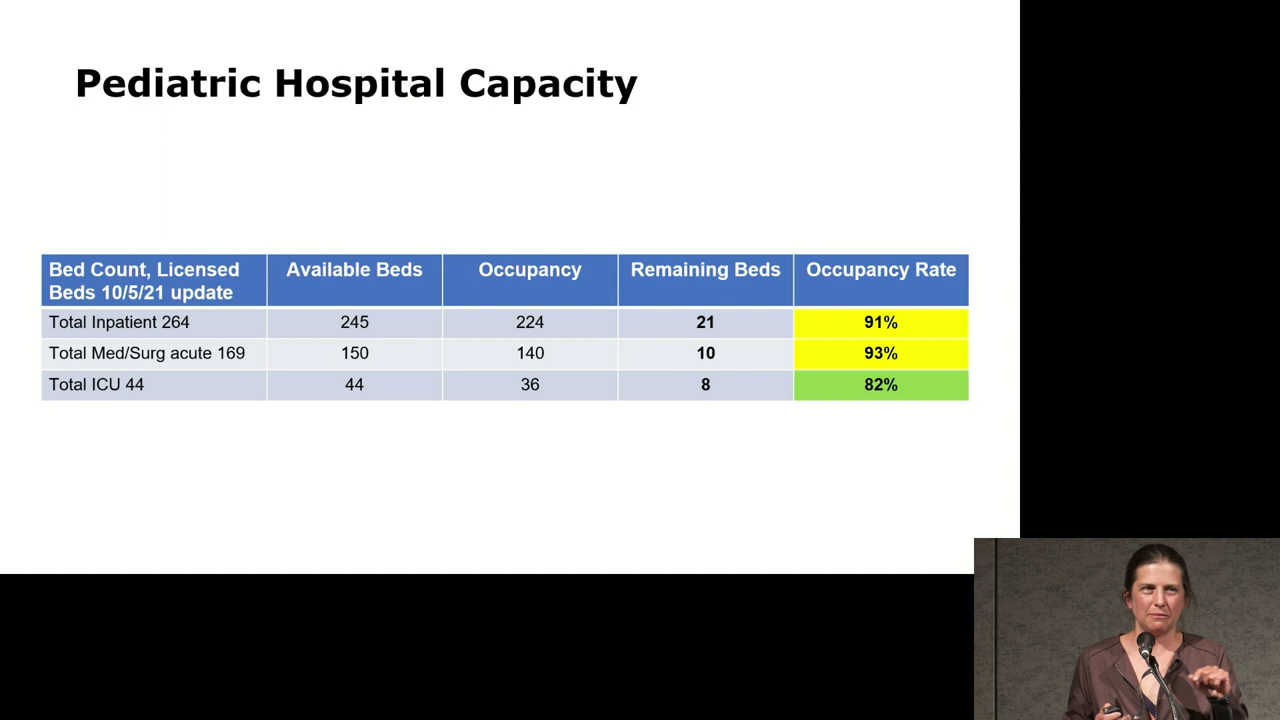 Pediatric Hospital Capacity
Bed Count, Licensed
Beds 10/5/21 update
Available Beds
Occupancy
Remaining Beds
Occupancy Rate
Total Inpatient 264
245
224
21
91%
Total Med/Surg acute 169
150
140
10
93%
Total ICU 44
44
36
8
82%